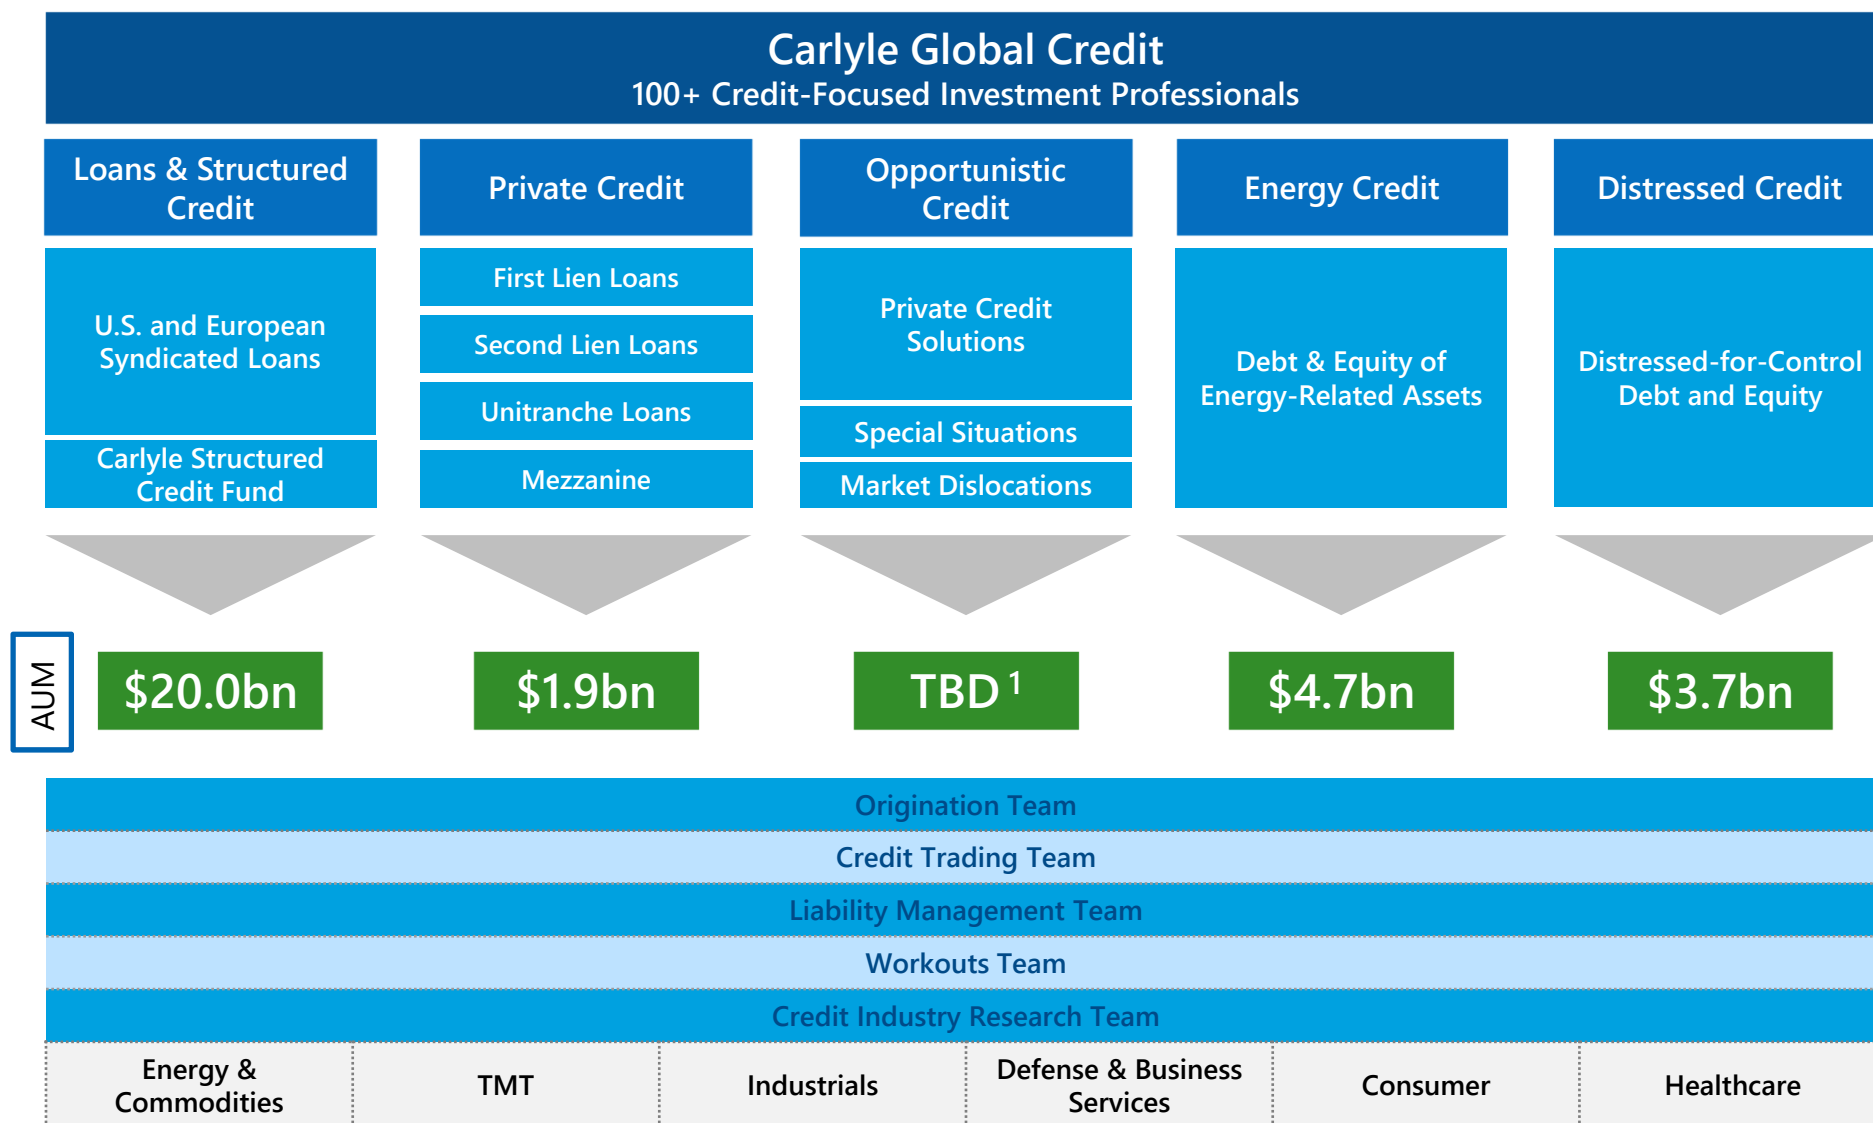 Carlyle Global Credit
100+ Credit-Focused Investment Professionals
Loans & Structured
Credit
Private Credit
Opportunistic
Credit
Energy Credit
Distressed Credit
U.S. and European
Syndicated Loans
Carlyle Structured
Credit Fund
First Lien Loans
Second Lien Loans
Unitranche Loans
Mezzanine
Private Credit
Solutions
Special Situations
Market Dislocations
Debt & Equity of
Energy-Related Assets
Distressed-for-Control
Debt and Equity
AUM
$20.0bn
$1.9bn
TBD 1
$4.7bn
$3.7bn
Origination Team
Credit Trading Team
Liability Management Team
Workouts Team
Credit Industry Research Team
Energy &
Commodities
TMT
Industrials
Defense & Business
Services
Consumer
Healthcare